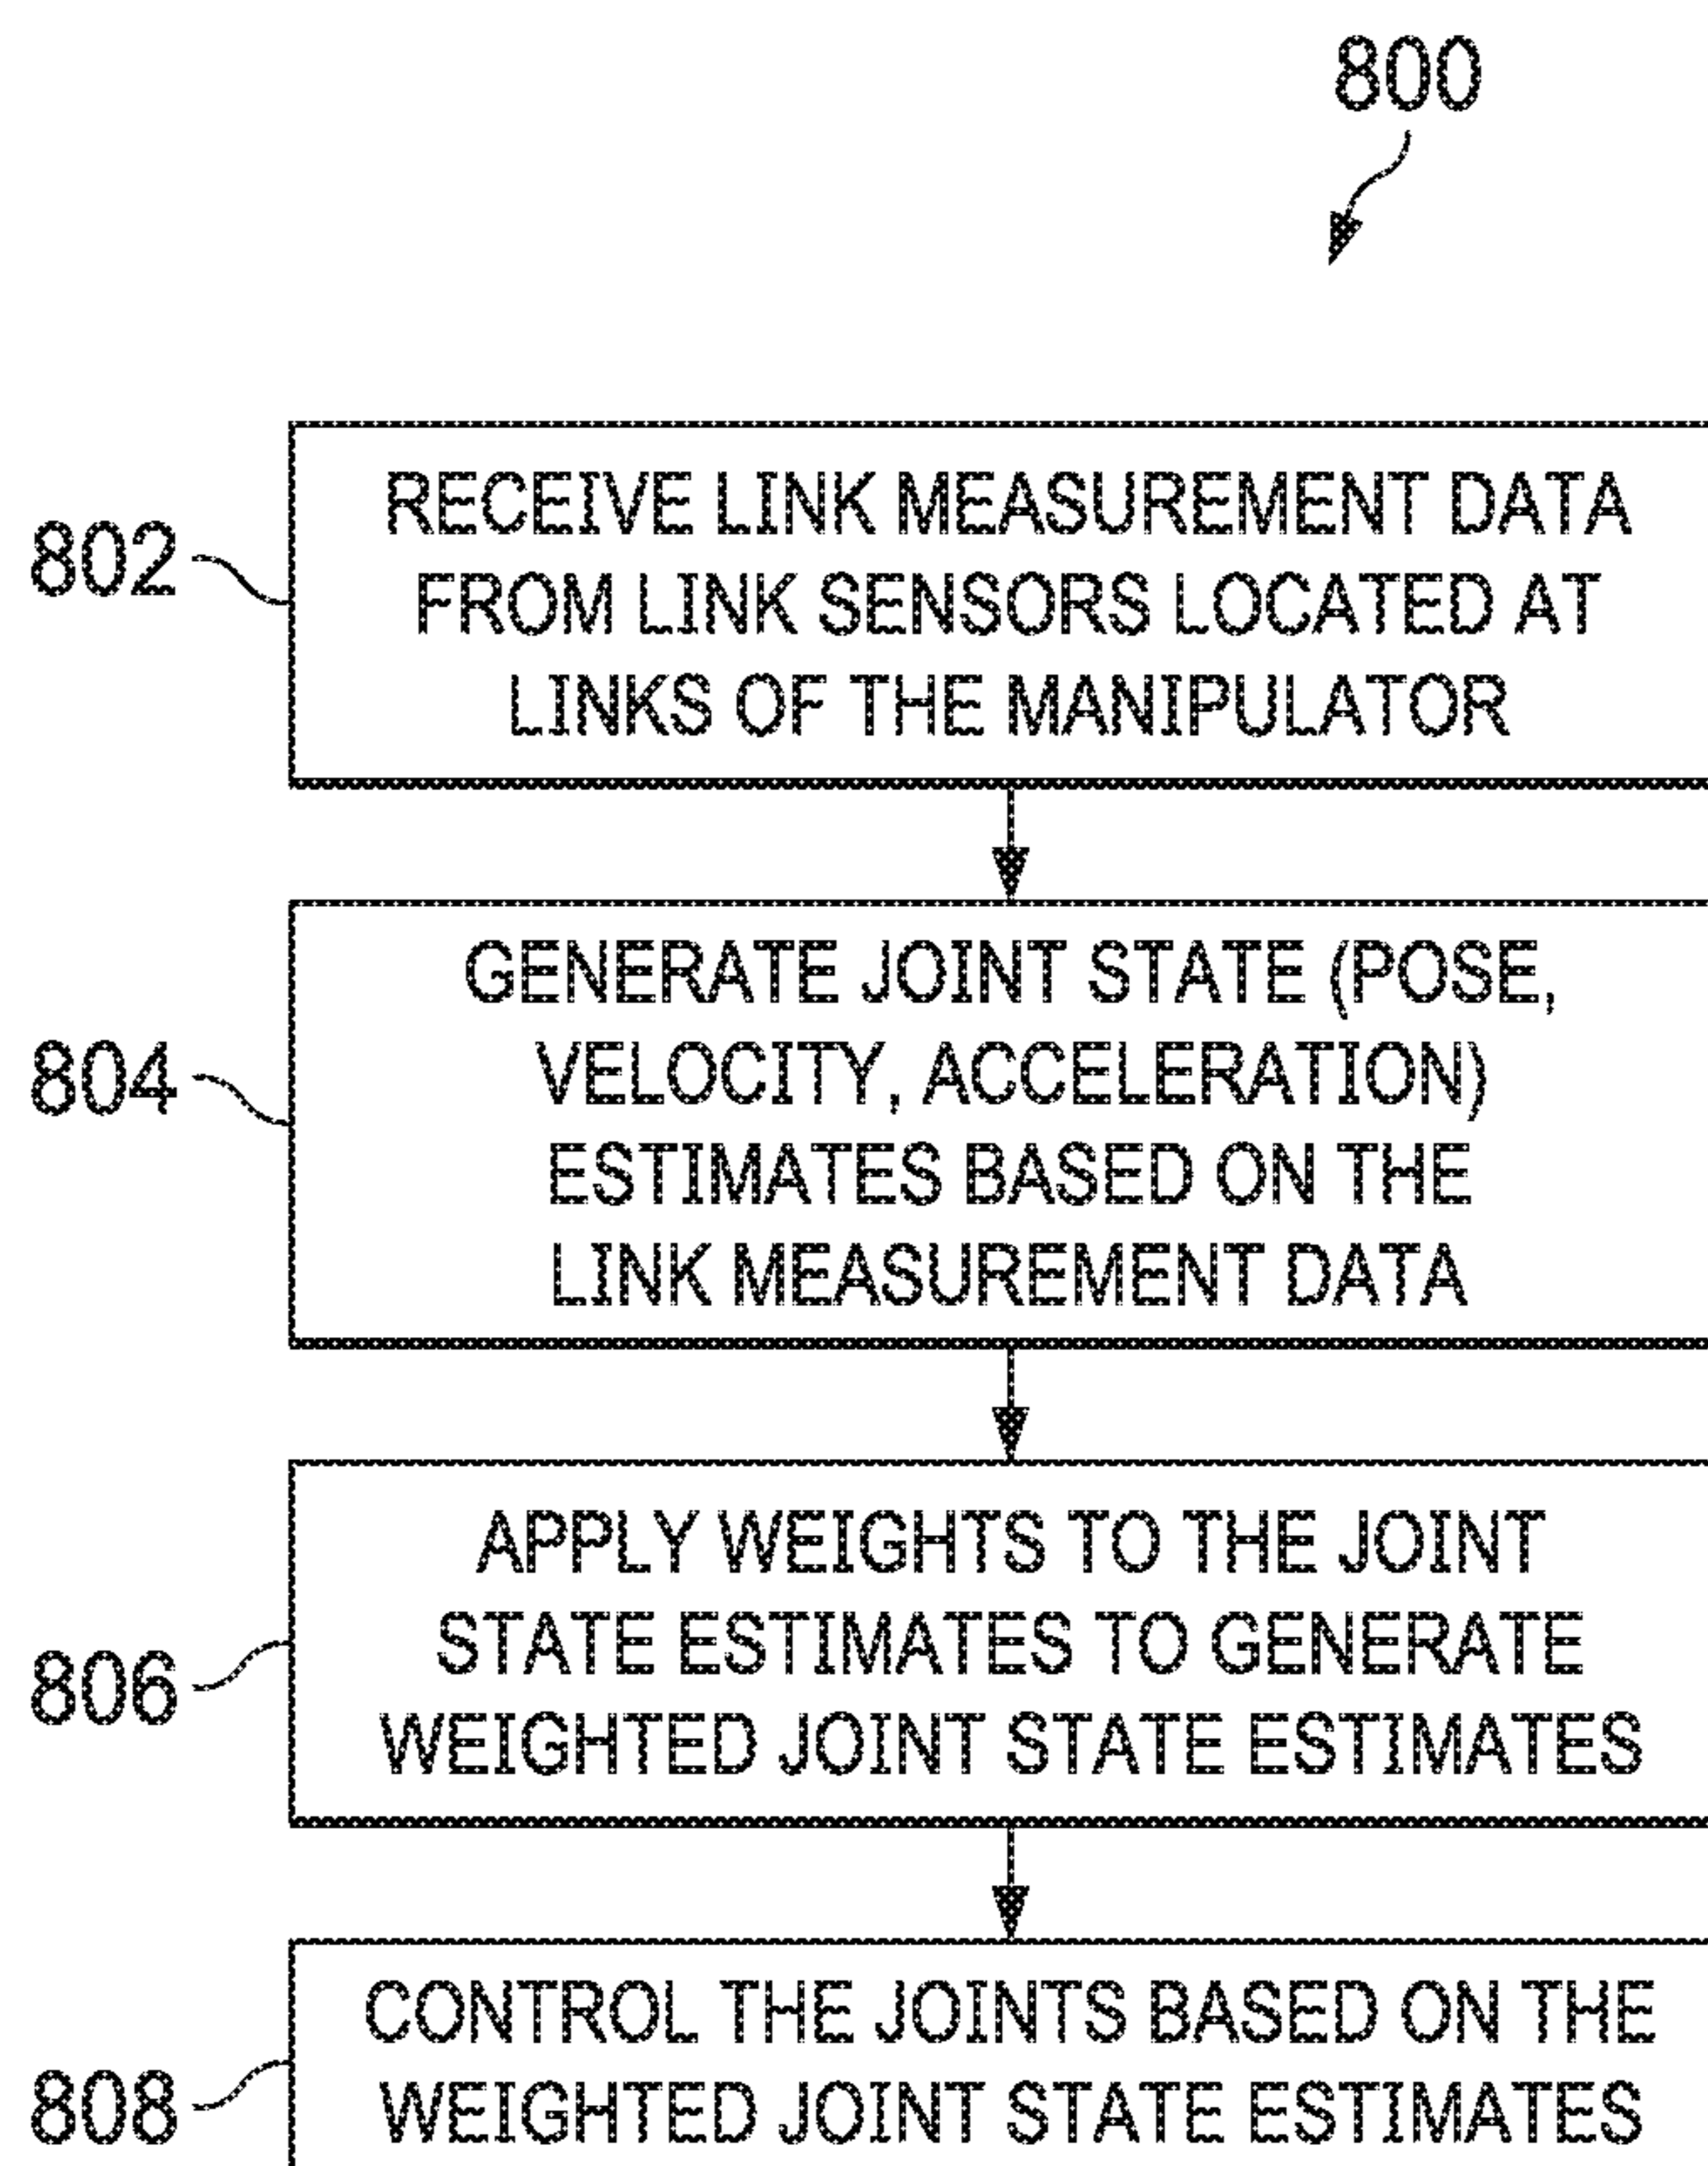 800
802
RECEIVE LINK MEASUREMENT DATA
FROM LINK SENSORS LOCATED AT
LINKS OF THE MANIPULATOR
804
GENERATE JOINT STATE (POSE,
VELOCITY, ACCELERATION)
ESTIMATES BASED ON THE
LINK MEASUREMENT DATA
806
APPLY WEIGHTS TO THE JOINT
STATE ESTIMATES TO GENERATE
WEIGHTED JOINT STATE ESTIMATES
808
CONTROL THE JOINTS BASED ON THE
WEIGHTED JOINT STATE ESTIMATES